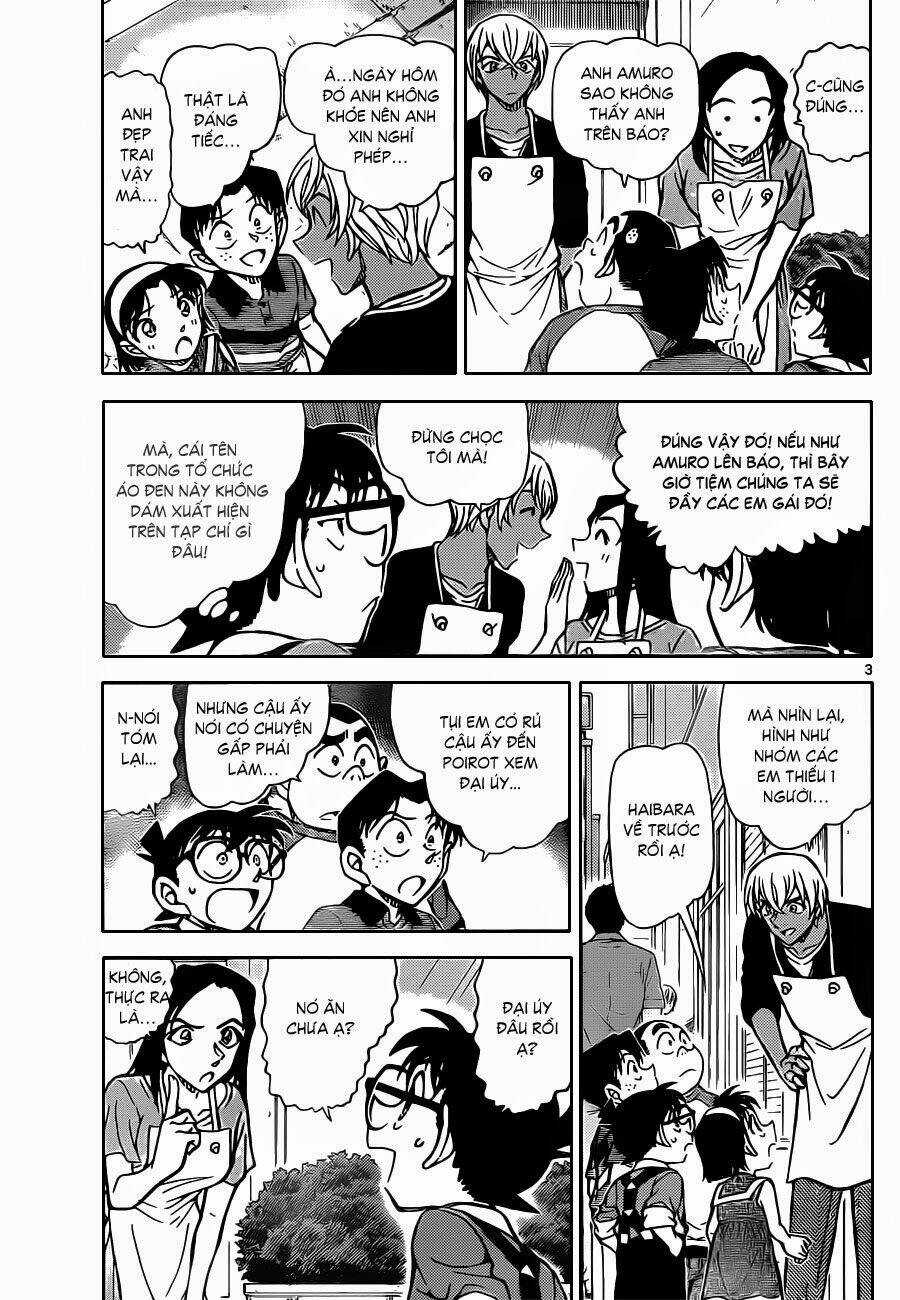 C-CŨNG
ĐÚNG...
ANH AMURO
SAO KHÔNG
THẤY ANH
TRÊN BÁO?
À...NGÀY HÔM
ĐÓ ANH KHÔNG
KHỎE NÊN ANH
XIN NGHỈ
PHÉP...
THẬT LÀ
ĐÁNG
TIẾC...
ANH
ĐẸP
TRAI
VẬY
MÀ...
ĐÚNG VẬY ĐÓ! NẾU NHƯ
AMURO LÊN BÁO, THÌ BÂY
GIỜ TIỆM CHÚNG TA SẼ
ĐẦY CÁC EM GÁI ĐÓ!
ĐỪNG CHỌC
TÔI MÀ!
MÀ, CÁI TÊN
TRONG TỔ CHỨC
ÁO ĐEN NÀY KHÔNG
DÁM XUẤT HIỆN
TRÊN TẠP CHÍ GÌ
ĐÂU!
3
MÀ NHÌN LẠI,
HÌNH NHƯ
NHÓM CÁC
EM THIẾU 1
NGƯỜI...
HAIBARA
VỀ TRƯỚC
RỒI Ạ!
TỤI EM CÓ RỦ
CẬU ẤY ĐẾN
POIROT XEM
ĐẠI ÚY...
NHƯNG CẬU ẤY
NÓI CÓ CHUYỆN
GẤP PHẢI
LÀM...
N-NÓI
TÓM
LẠI...
ĐẠI ÚY
ĐÂU RỒI
Ạ?
NÓ ĂN
CHƯA Ạ?
KHÔNG,
THỰC RA
LÀ...